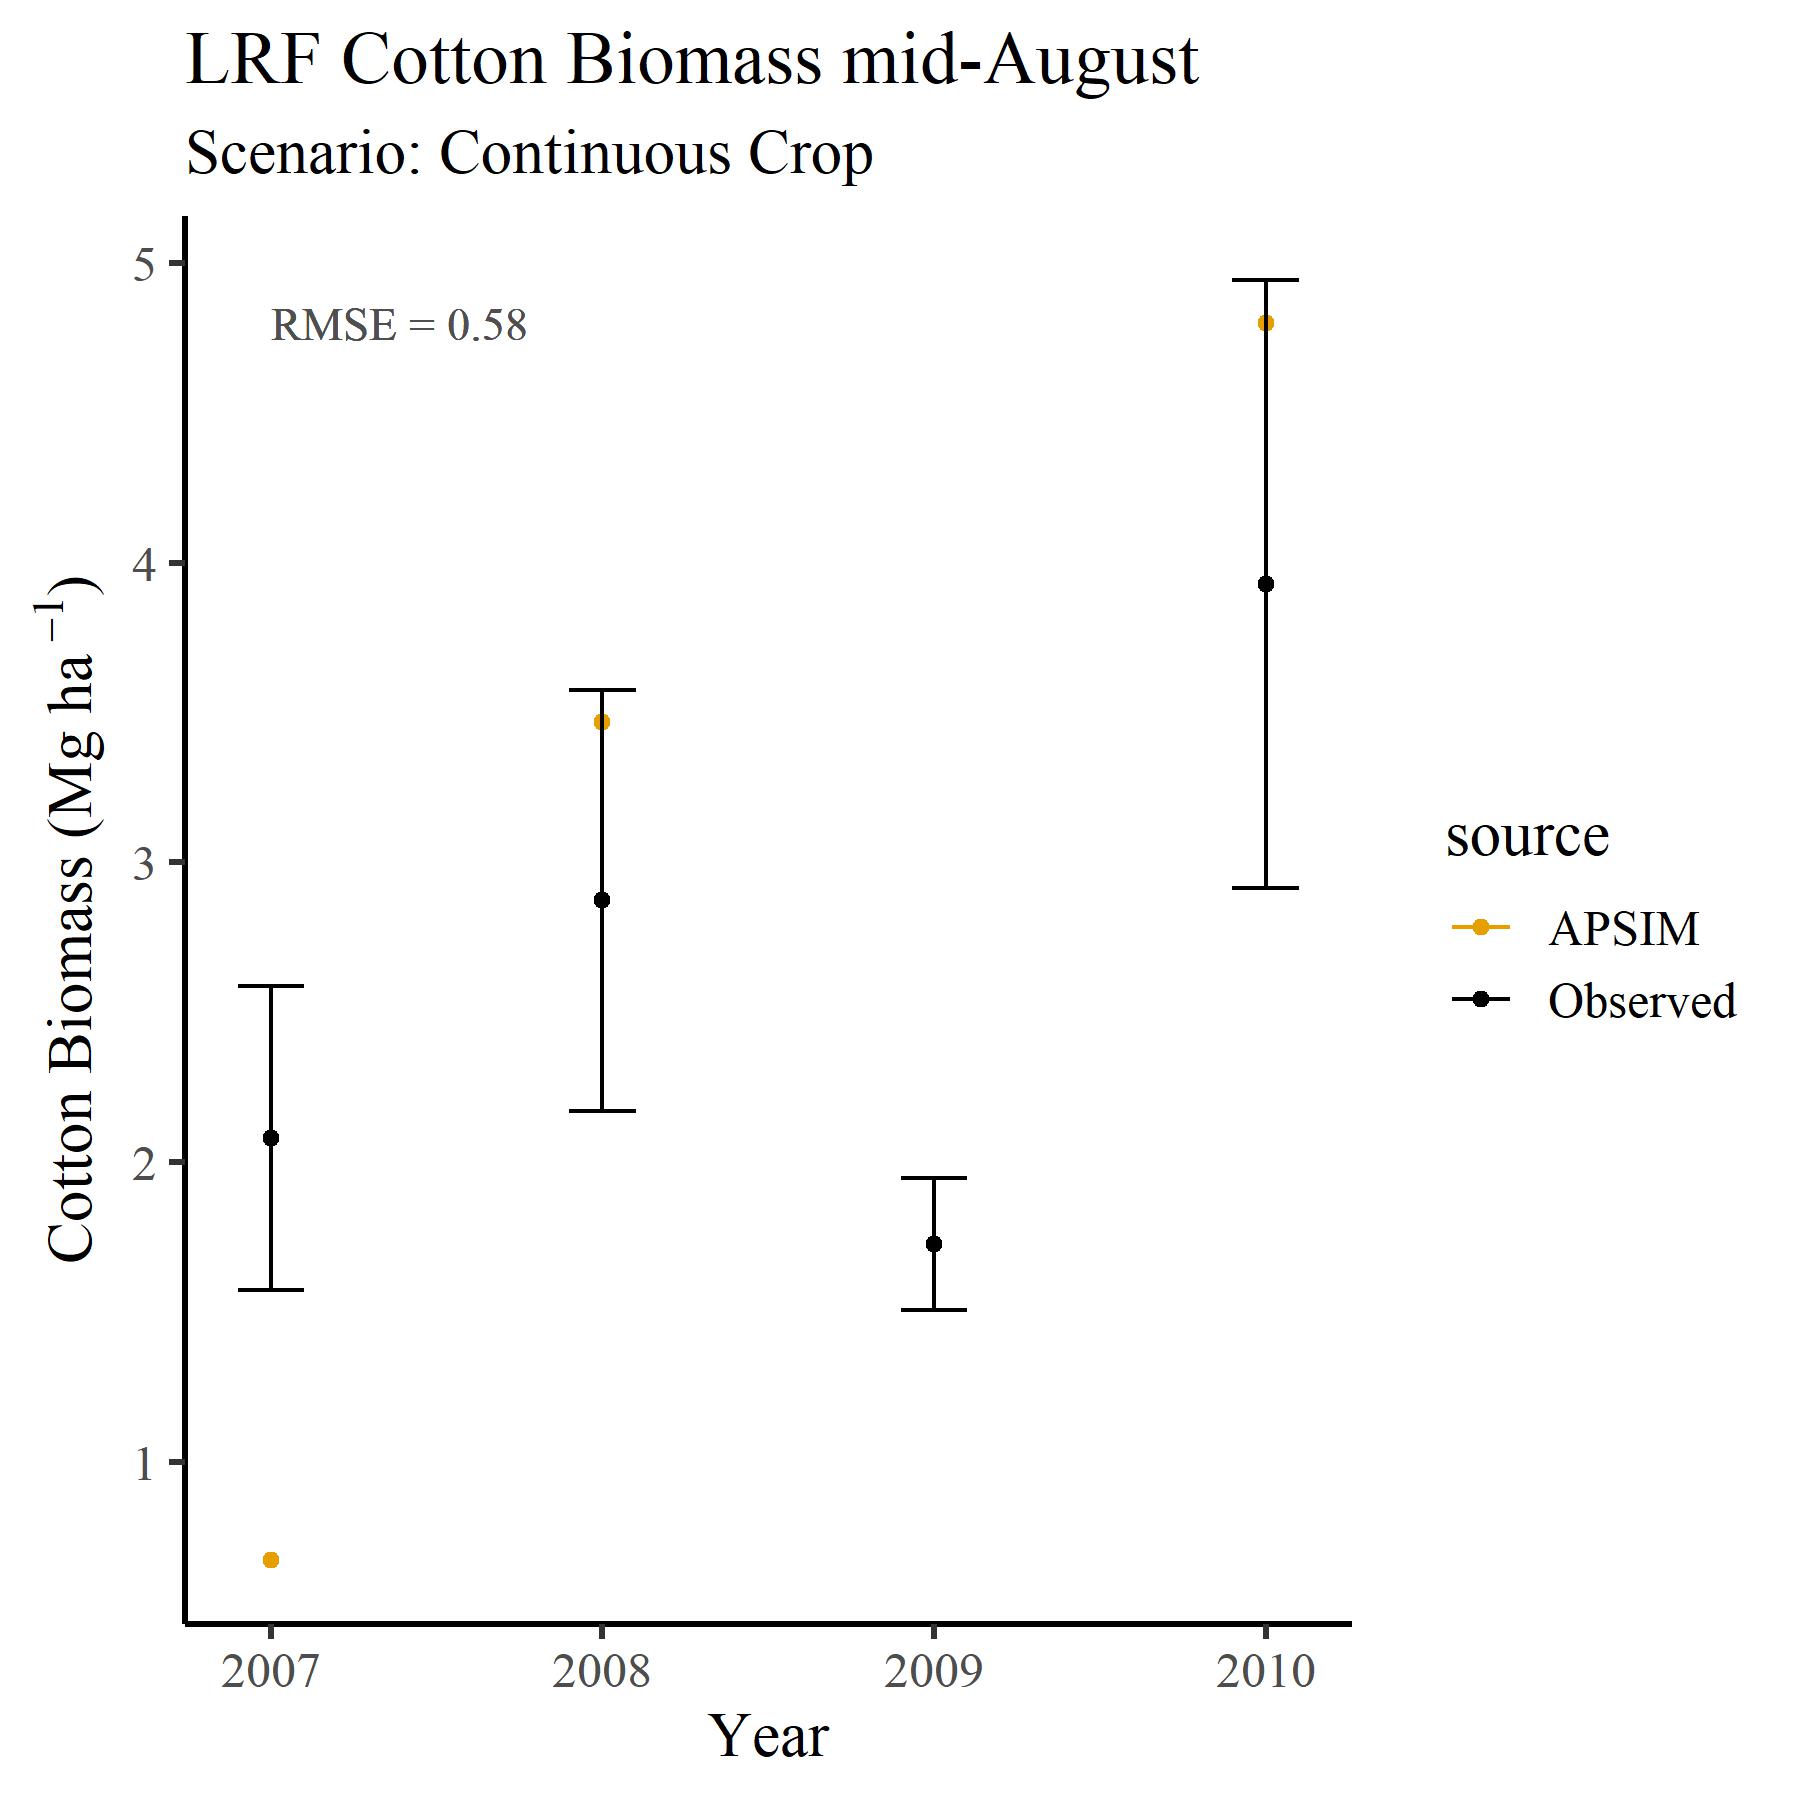 LRF Cotton Biomass mid-August
Scenario: Continuous Crop
RMSE = 0.58
5
4
3
2
1
Cotton Biomass (Mg ha⁻¹)
2007 2008 2009 2010
Year
source
APSIM
Observed